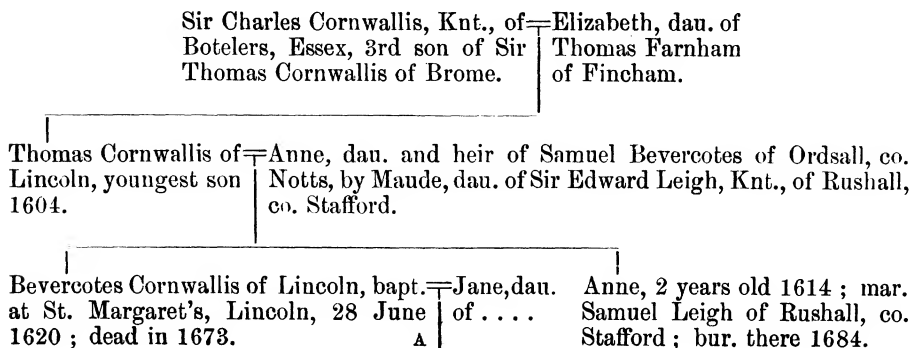 Sir Charles Cornwallis, Knt., of
Botelers, Essex, 3rd son of Sir
Thomas Cornwallis of Brome.
Elizabeth, dau. of
Thomas Farnham
of Fincham.
Thomas Cornwallis of
Lincoln, youngest son
1604.
Anne, dau. and heir of Samuel Bevercotes of Ordsall, co.
Notts, by Maude, dau. of Sir Edward Leigh, Knt., of Rushall,
co. Stafford.
Bevercotes Cornwallis of Lincoln, bapt.
at St. Margaret's, Lincoln, 28 June
1620 ; dead in 1673.
A
Jane, dau.
of . . . .
Anne, 2 years old 1614 ; mar.
Samuel Leigh of Rushall, co.
Stafford ; bur. there 1684.